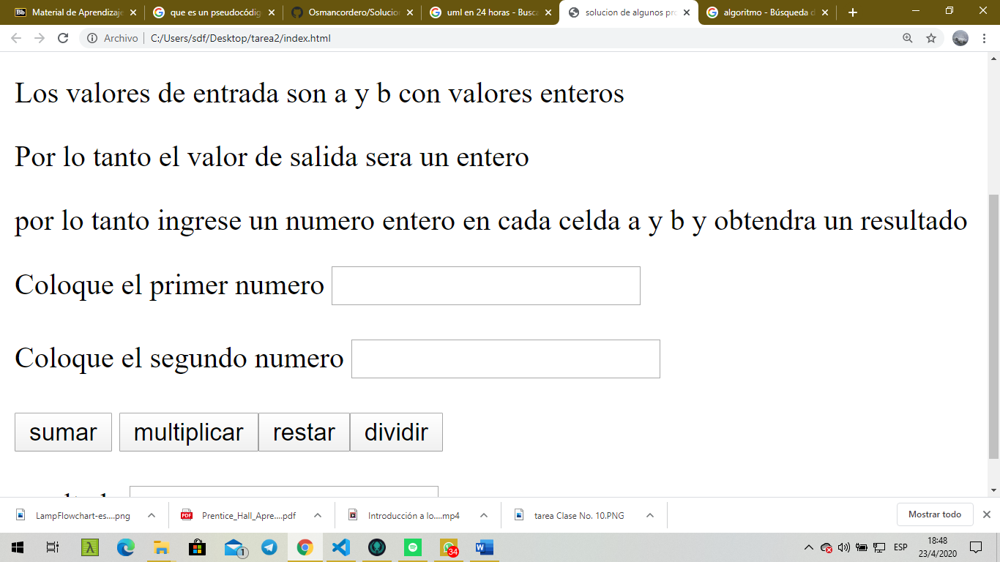 Material de Aprendizaje
que es un pseudocódig
Osmancordero/Solucio
uml en 24 horas - Busc
solucion de algunos pro
algoritmo - Búsqueda d
Archivo
C:/Users/sdf/Desktop/tarea2/index.html
Los valores de entrada son a y b con valores enteros
Por lo tanto el valor de salida sera un entero
por lo tanto ingrese un numero entero en cada celda a y b y obtendra un resultado
Coloque el primer numero
Coloque el segundo numero
sumar multiplicar restar dividir
LampFlowchart-es....png
Prentice_Hall_Apre....pdf
Introducción a lo....mp4
tarea Clase No. 10.PNG
Mostrar todo
1
34
ESP
18:48
23/4/2020